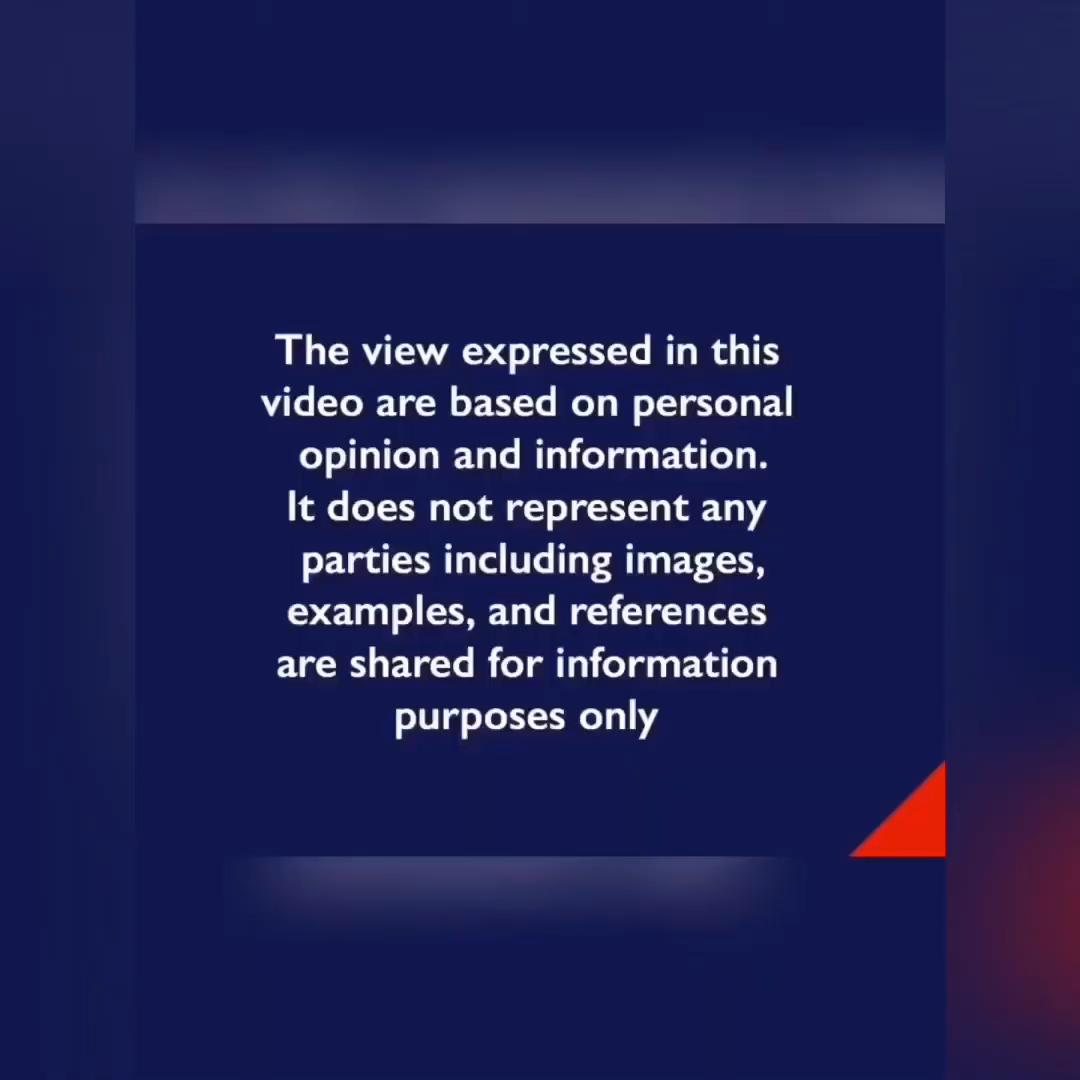 The view expressed in this
video are based on personal
opinion and information.
It does not represent any
parties including images,
examples, and references
are shared for information
purposes only